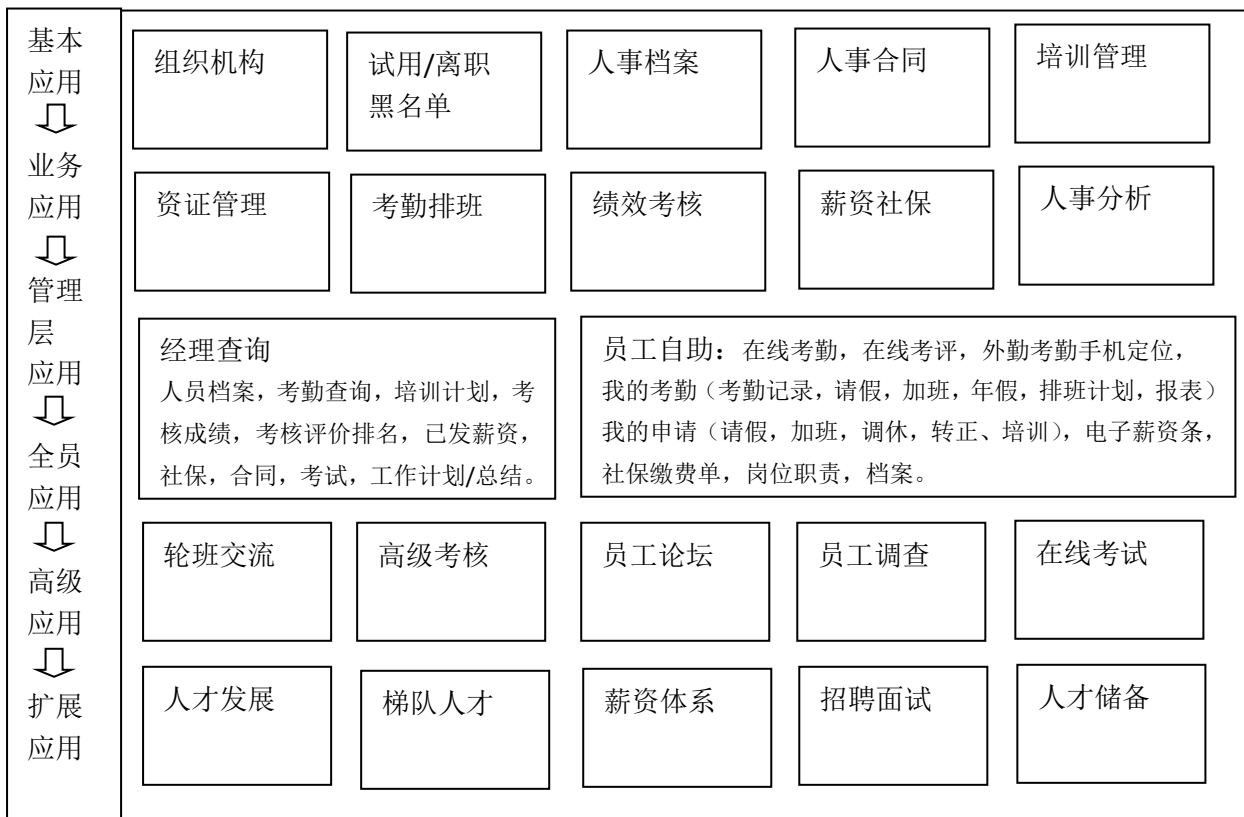 基本
应用
业务
应用
管理
层
应用
全员
应用
高级
应用
扩展
应用
组织机构
试用/离职
黑名单
人事档案
人事合同
培训管理
资证管理
考勤排班
绩效考核
薪资社保
人事分析
经理查询
人员档案，考勤查询，培训计划，考
核成绩，考核评价排名，已发薪资，
社保，合同，考试，工作计划/总结。
员工自助：在线考勤，在线考评，外勤考勤手机定位，
我的考勤（考勤记录，请假，加班，年假，排班计划，报表）
我的申请（请假，加班，调休，转正、培训），电子薪资条，
社保缴费单，岗位职责，档案。
轮班交流
高级考核
员工论坛
员工调查
在线考试
人才发展
梯队人才
薪资体系
招聘面试
人才储备